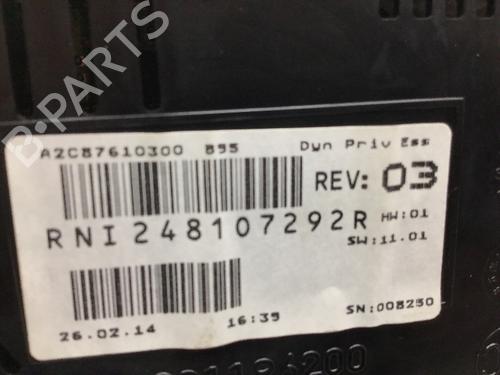 A2C87610300 B95 Dyn Priv Ess
REV: 03
RNI 248107292R HW:01
SW:11.01
26.02.14 16:39 SN:008250
B-PARTS